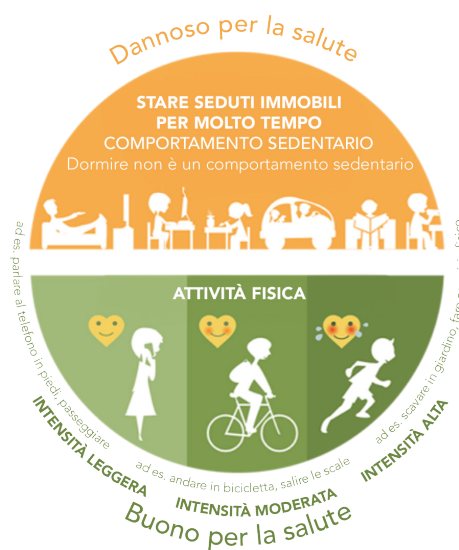 Dannoso per la salute
STARE SEDUTI IMMOBILI
PER MOLTO TEMPO
COMPORTAMENTO SEDENTARIO
Dormire non è un comportamento sedentario
ATTIVITÀ FISICA
ad es. parlare al telefono in piedi, passeggiare
INTENSITÀ LEGGERA
ad es. andare in bicicletta, salire le scale
INTENSITÀ MODERATA
ad es. scavare in giardino, fare
INTENSITÀ ALTA
Buono per la salute